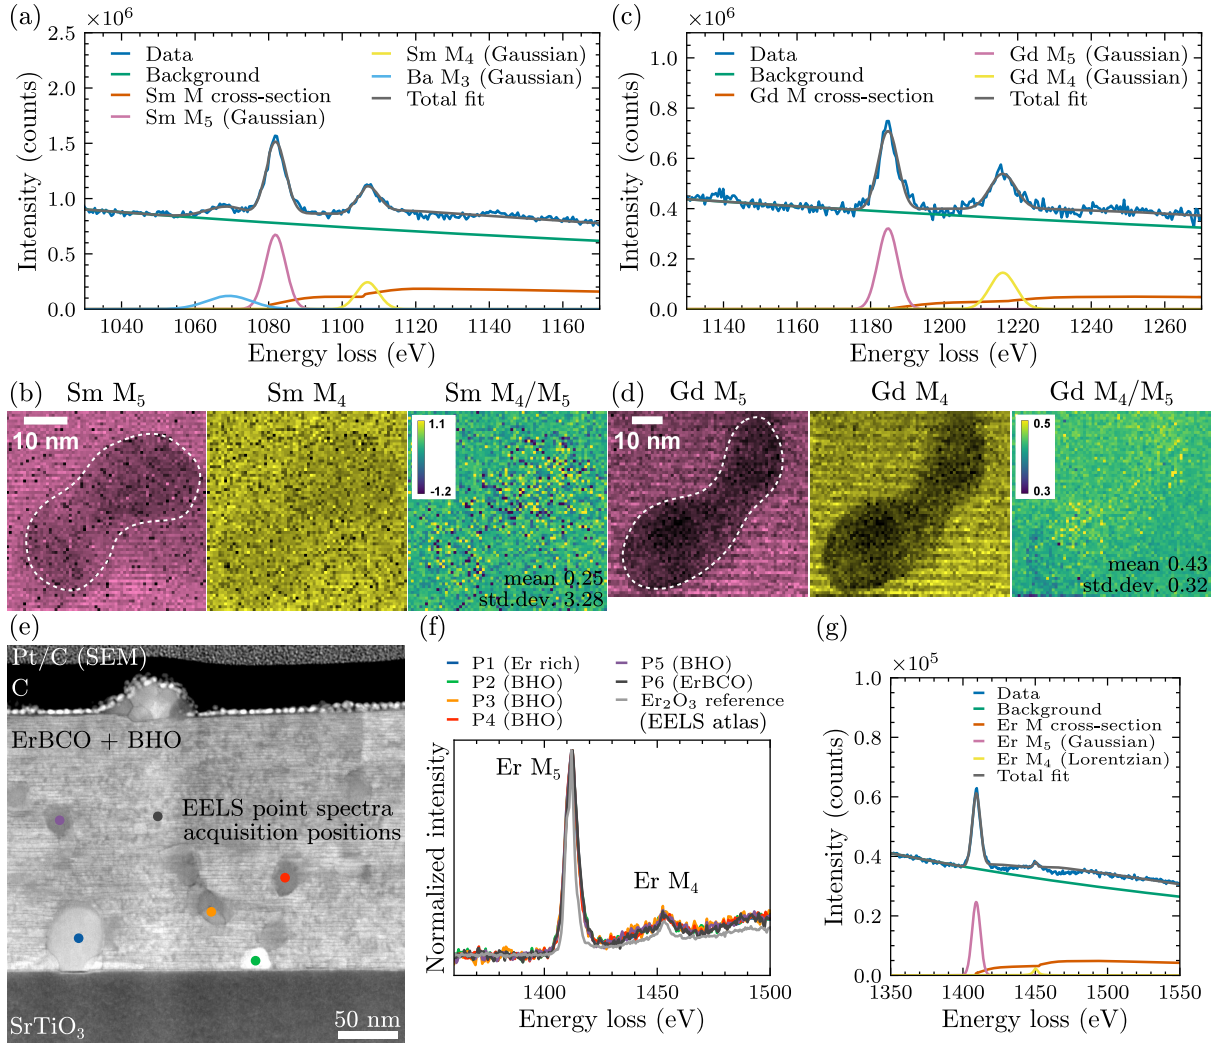 (a)
×10⁶
2.5
2.0
1.5
1.0
0.5
0.0
Intensity (counts)
Data
Background
Sm M cross-section
Sm M₅ (Gaussian)
Sm M₄ (Gaussian)
Ba M₃ (Gaussian)
Total fit
1040 1060 1080 1100 1120 1140 1160
Energy loss (eV)
(c)
×10⁶
1.0
0.8
0.6
0.4
0.2
0.0
Intensity (counts)
Data
Background
Gd M cross-section
Gd M₅ (Gaussian)
Gd M₄ (Gaussian)
Total fit
1140 1160 1180 1200 1220 1240 1260
Energy loss (eV)
(b) Sm M₅ Sm M₄ Sm M₄/M₅
10 nm
1.1
-1.2
mean 0.25
std.dev. 3.28
(d) Gd M₅ Gd M₄ Gd M₄/M₅
10 nm
0.5
0.3
mean 0.43
std.dev. 0.32
(e)
Pt/C (SEM)
C
ErBCO + BHO
EELS point spectra
acquisition positions
SrTiO₃
50 nm
(f)
P1 (Er rich)
P2 (BHO)
P3 (BHO)
P4 (BHO)
P5 (BHO)
P6 (ErBCO)
Er₂O₃ reference
(EELS atlas)
Normalized intensity
Er M₅
Er M₄
1400 1450 1500
Energy loss (eV)
(g)
×10⁵
1.0
0.8
0.6
0.4
0.2
0.0
Intensity (counts)
Data
Background
Er M cross-section
Er M₅ (Gaussian)
Er M₄ (Lorentzian)
Total fit
1350 1400 1450 1500 1550
Energy loss (eV)